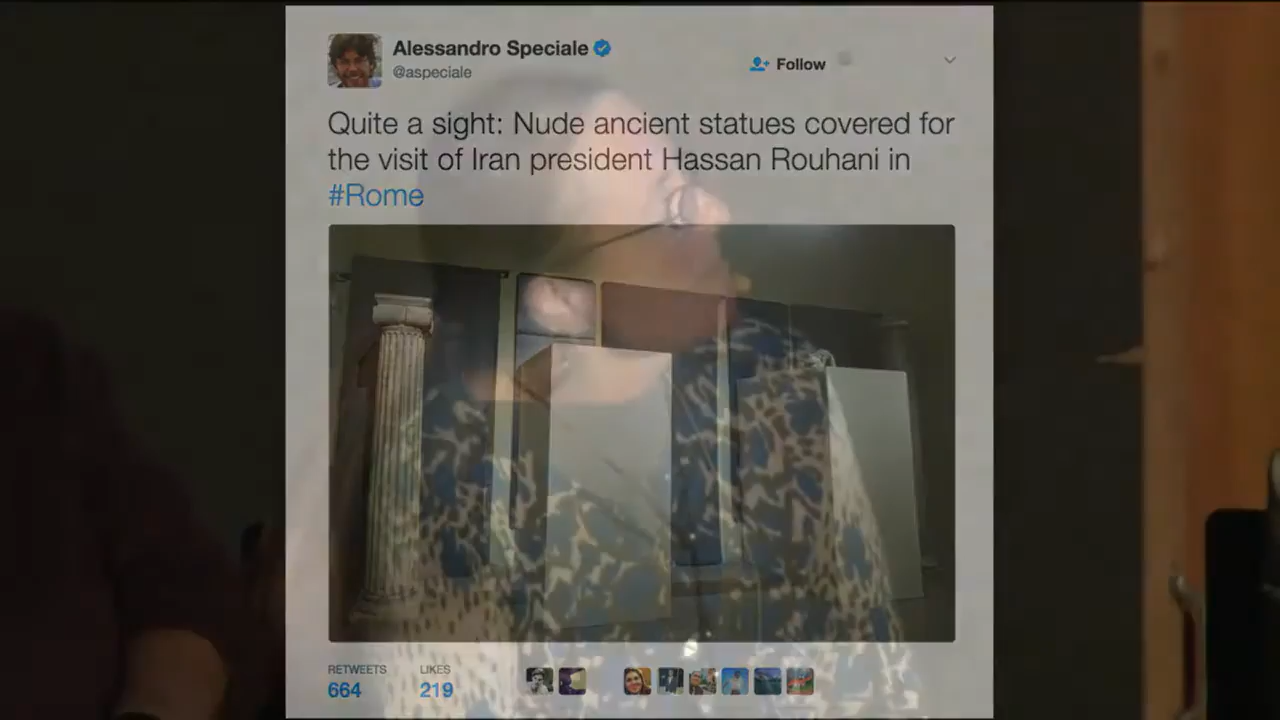 Alessandro Speciale
@aspeciale
Follow
Quite a sight: Nude ancient statues covered for
the visit of Iran president Hassan Rouhani in
#Rome
RETWEETS
LIKES
664
219